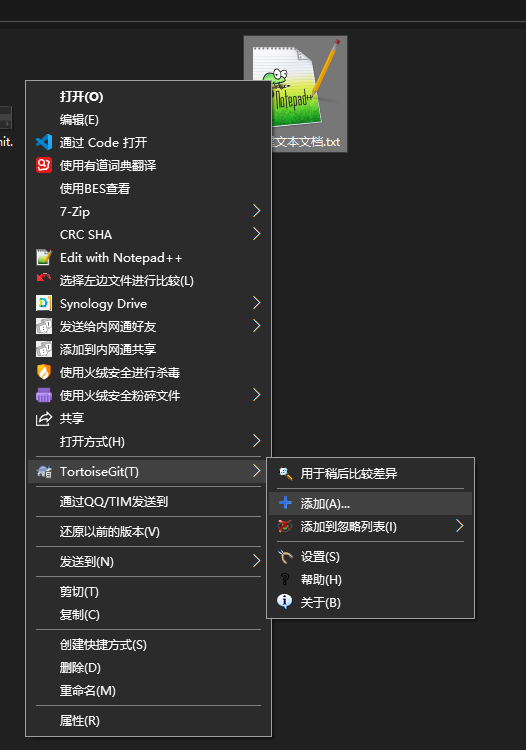 Notepad++
文本文档.txt
nit.
打开(O)
编辑(E)
通过 Code 打开
使用有道词典翻译
使用BES查看
7-Zip
CRC SHA
Edit with Notepad++
选择左边文件进行比较(L)
Synology Drive
发送给内网通好友
添加到内网通共享
使用火绒安全进行杀毒
使用火绒安全粉碎文件
共享
打开方式(H)
TortoiseGit(T)
用于稍后比较差异
添加(A)...
添加到忽略列表(I)
设置(S)
帮助(H)
关于(B)
通过QQ/TIM发送到
还原以前的版本(V)
发送到(N)
剪切(T)
复制(C)
创建快捷方式(S)
删除(D)
重命名(M)
属性(R)